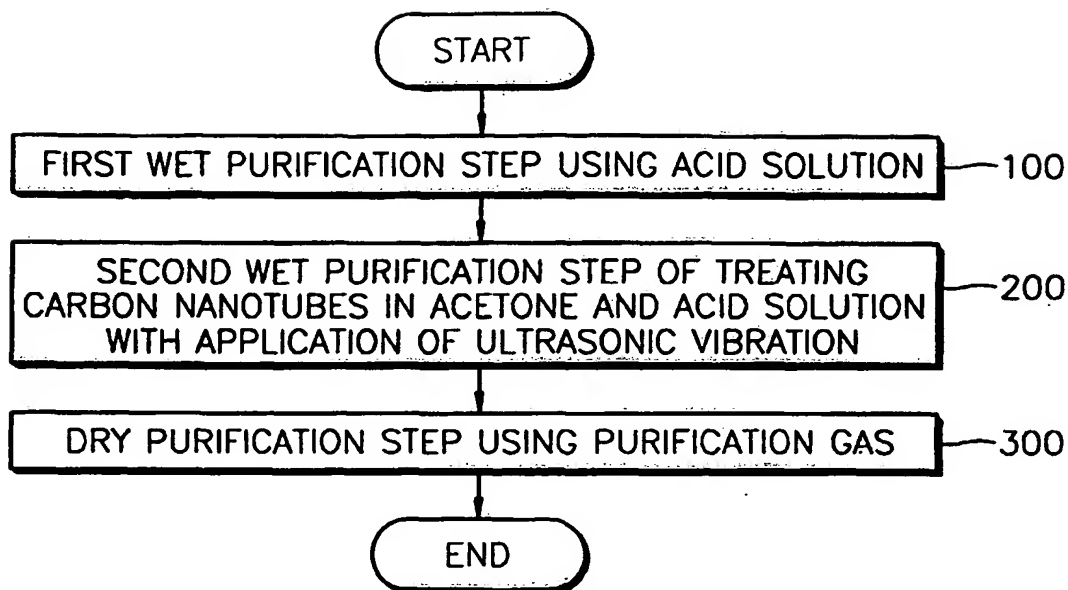 START
FIRST WET PURIFICATION STEP USING ACID SOLUTION
100
SECOND WET PURIFICATION STEP OF TREATING
CARBON NANOTUBES IN ACETONE AND ACID SOLUTION
WITH APPLICATION OF ULTRASONIC VIBRATION
200
DRY PURIFICATION STEP USING PURIFICATION GAS
300
END